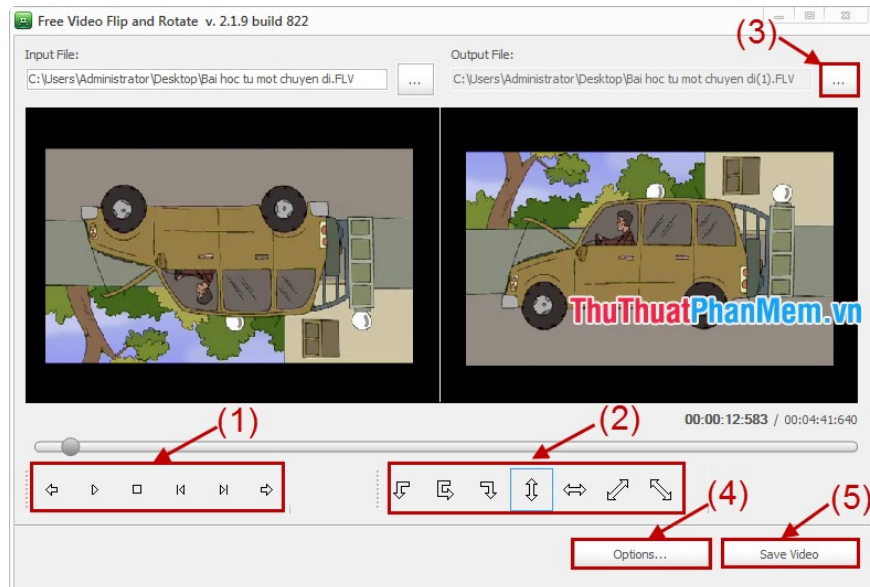 Free Video Flip and Rotate v. 2.1.9 build 822
(3)
Input File:
Output File:
C:\Users\Administrator\Desktop\Bai hoc tu mot chuyen di.FLV
...
C:\Users\Administrator\Desktop\Bai hoc tu mot chuyen di(1).FLV
...
ThuThuatPhanMem.vn
00:00:12:583 / 00:04:41:640
(1)
(2)
(4)
(5)
Options...
Save Video